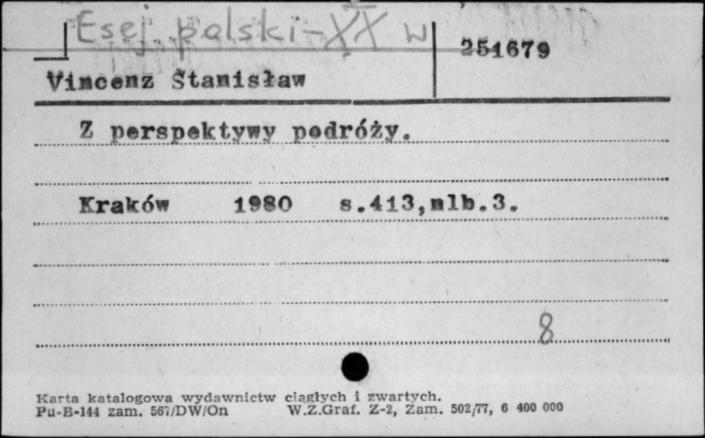 Esej polski-XX w
251679
Vincenz Stanisław
Z perspektywy podróży.
Kraków 1980 s.413,nlb.3.
8
Karta katalogowa wydawnictw ciągłych i zwartych.
Pu-B-144 zam. 567/DW/On W.Z.Graf. Z-2, Zam. 502/77, 6 400 000